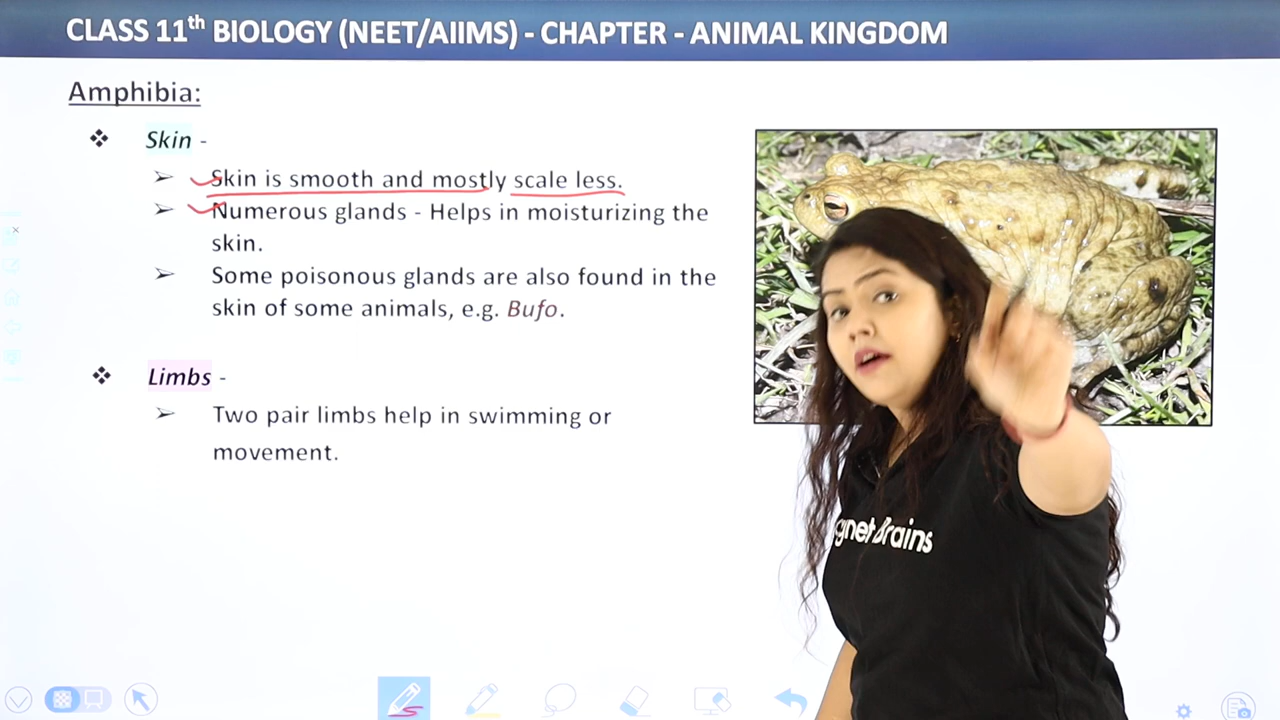 CLASS 11th BIOLOGY (NEET/AIIMS) - CHAPTER - ANIMAL KINGDOM
Amphibia:
❖ Skin -
➢ Skin is smooth and mostly scale less.
➢ Numerous glands - Helps in moisturizing the
skin.
➢ Some poisonous glands are also found in the
skin of some animals, e.g. Bufo.
❖ Limbs -
➢ Two pair limbs help in swimming or
movement.
gnet Brains